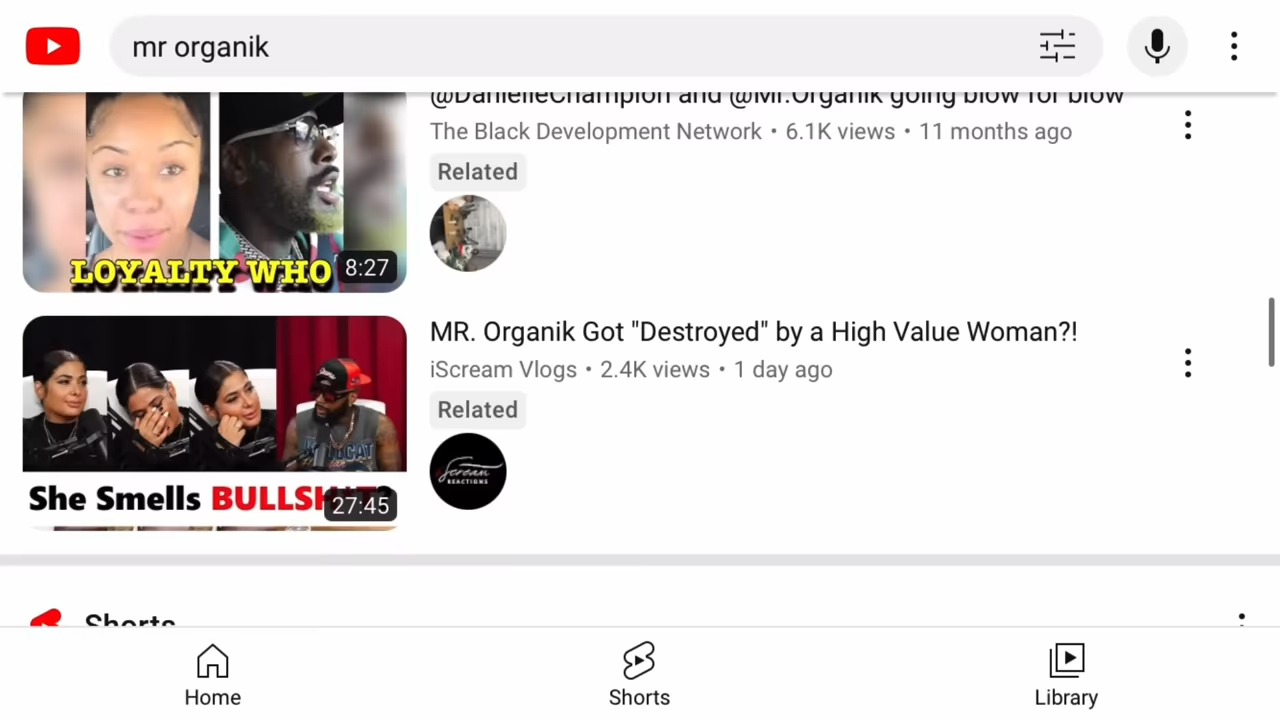 mr organik
@DanielleChampion and @Mr.Organik going blow for blow
The Black Development Network • 6.1K views • 11 months ago
Related
LOYALTY WHO
8:27
MR. Organik Got "Destroyed" by a High Value Woman?!
iScream Vlogs • 2.4K views • 1 day ago
Related
iScream
REACTIONS
She Smells
27:45
Shorts
Home
Shorts
Library